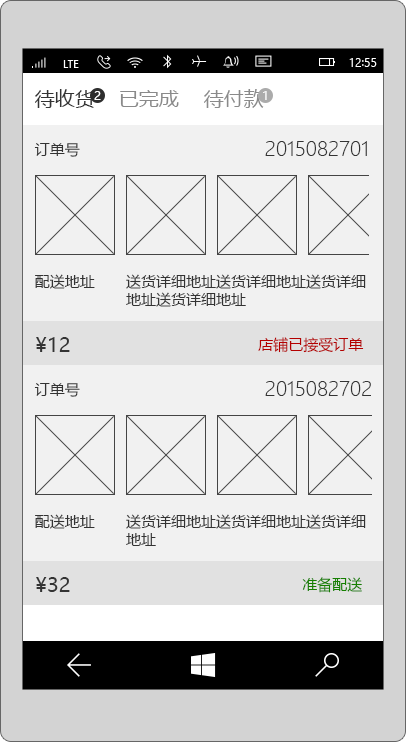 LTE 12:55
待收货 2 已完成 待付款 1
订单号 2015082701
配送地址 送货详细地址送货详细地址送货详细
地址送货详细地址
¥12 店铺已接受订单
订单号 2015082702
配送地址 送货详细地址送货详细地址送货详细
地址
¥32 准备配送